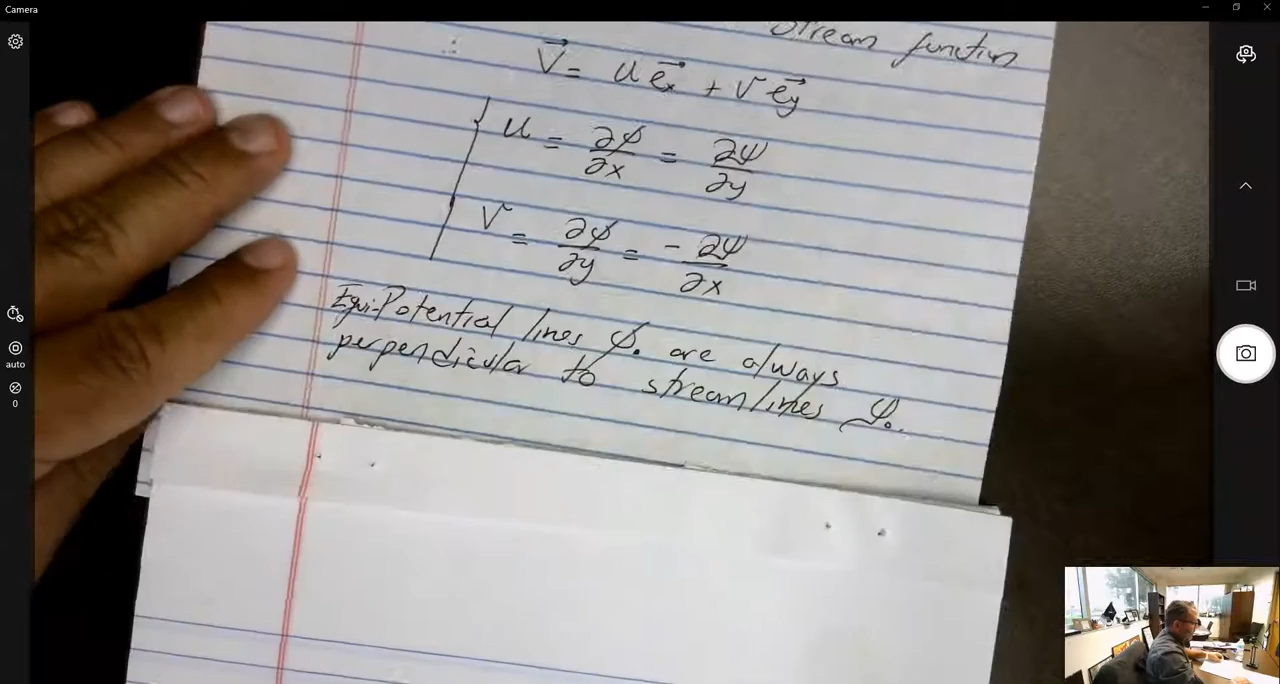 Camera
Stream function
∴ V⃗ = u e⃗x + v e⃗y
u = ∂φ/∂x = ∂ψ/∂y
v = ∂φ/∂y = - ∂ψ/∂x
Equi-Potential lines φ. are always
perpendicular to streamlines ψ.
auto
0